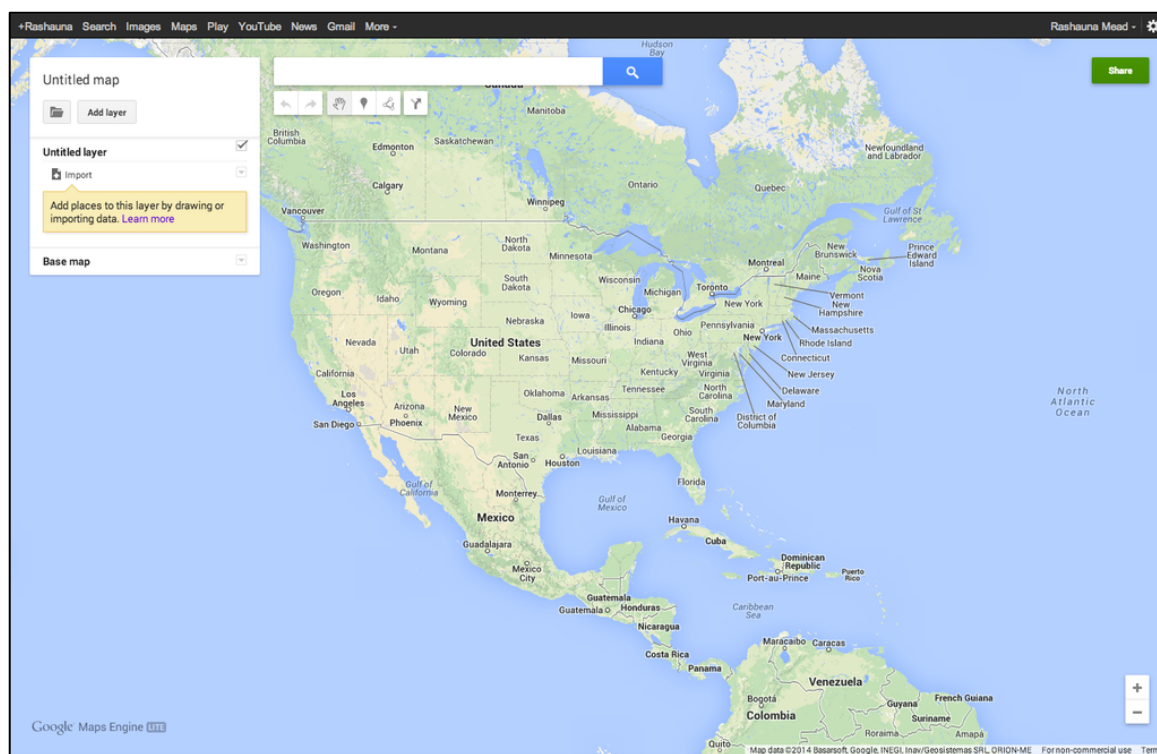 +Rashauna Search Images Maps Play YouTube News Gmail More
Rashauna Mead
Untitled map
Add layer
Untitled layer
Import
Add places to this layer by drawing or
importing data. Learn more
Base map
Share
Hudson
Bay
Canada
British
Columbia
Edmonton
Saskatchewan
Manitoba
Calgary
Ontario
Quebec
Newfoundland
and Labrador
Winnipeg
Vancouver
Gulf of St
Lawrence
Washington
Montana
North
Dakota
Minnesota
Montreal
New
Brunswick
Prince
Edward
Island
Nova
Scotia
Maine
South
Dakota
Wisconsin
Michigan
Toronto
Oregon
Idaho
Wyoming
New York
Vermont
New
Hampshire
Chicago
Iowa
Nebraska
Illinois
Indiana
Ohio
Pennsylvania
New York
Massachusetts
Rhode Island
Connecticut
Nevada
Utah
Colorado
United States
Kansas
Missouri
West
Virginia
Kentucky
Virginia
New Jersey
Delaware
Maryland
District of
Columbia
California
Los
Angeles
San Diego
Arizona
Phoenix
New
Mexico
Oklahoma
Arkansas
Tennessee
North
Carolina
South
Carolina
Dallas
Mississippi
Alabama
Georgia
Texas
Louisiana
San
Antonio
Houston
Florida
North
Atlantic
Ocean
Gulf of
California
Monterrey
Gulf of
Mexico
Mexico
Guadalajara
Mexico
City
Havana
Cuba
Dominican
Republic
Port-au-Prince
Puerto
Rico
Guatemala
Guatemala
Honduras
Nicaragua
Caribbean
Sea
Costa Rica
Panama
Maracaibo
Caracas
Venezuela
Bogotá
Colombia
Guyana
French Guiana
Suriname
Roraima
Amapá
Quito
Google Maps Engine LITE
Map data ©2014 Basarsoft, Google, INEGI, Inav/Geosistemas SRL, ORION-ME For non-commercial use Term